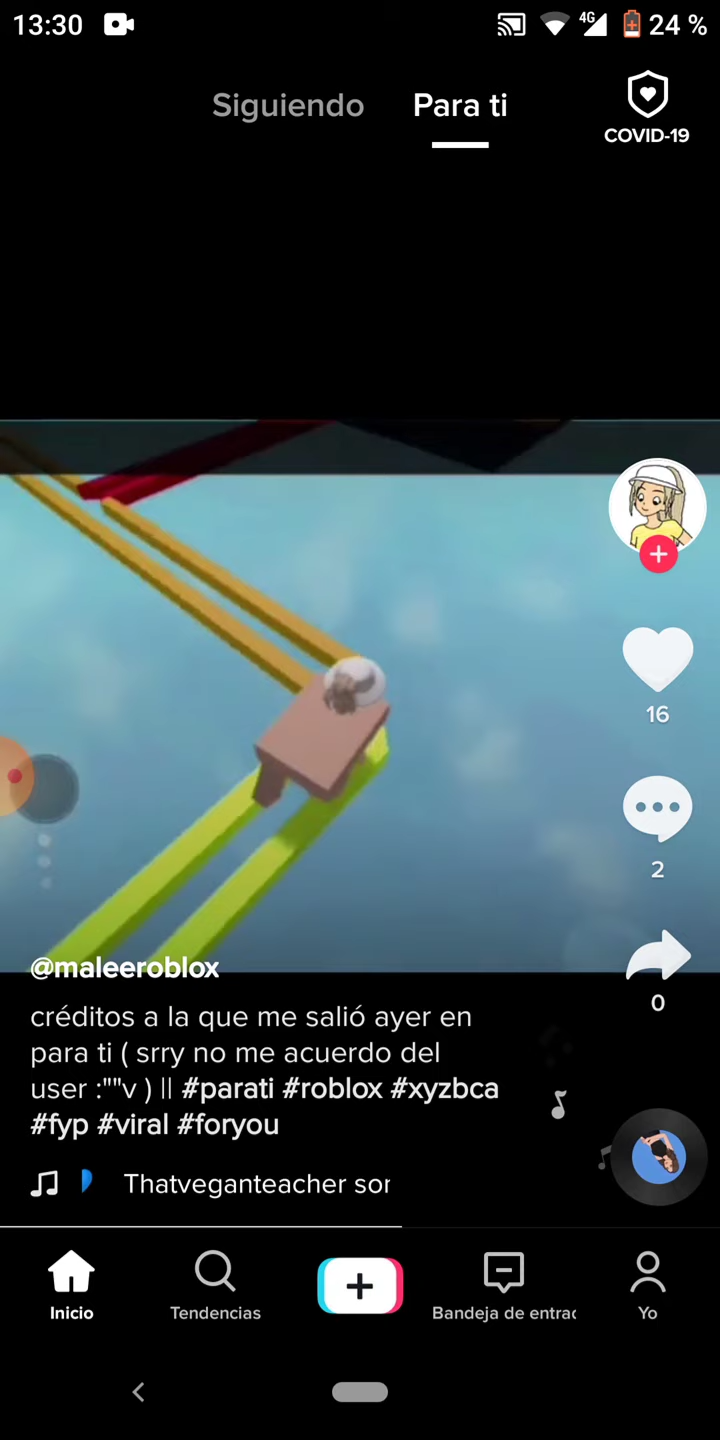 13:30
4G
24 %
Siguiendo
Para ti
COVID-19
16
2
0
@maleeroblox
créditos a la que me salió ayer en
para ti ( srry no me acuerdo del
user :""v ) || #parati #roblox #xyzbca
#fyp #viral #foryou
Thatveganteacher
Inicio
Tendencias
Bandeja de
Yo